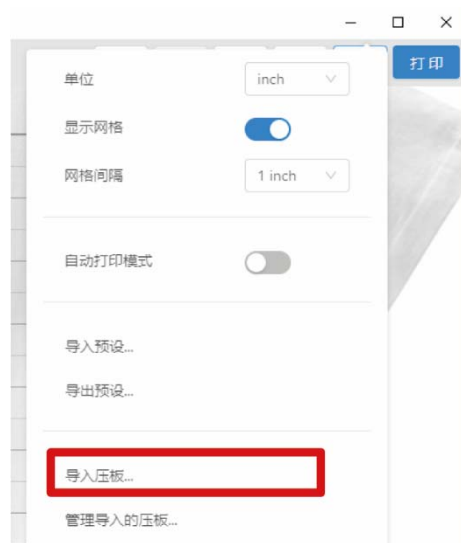 打印
单位 inch
显示网格
网格间隔 1 inch
自动打印模式
导入预设...
导出预设...
导入压板...
管理导入的压板...